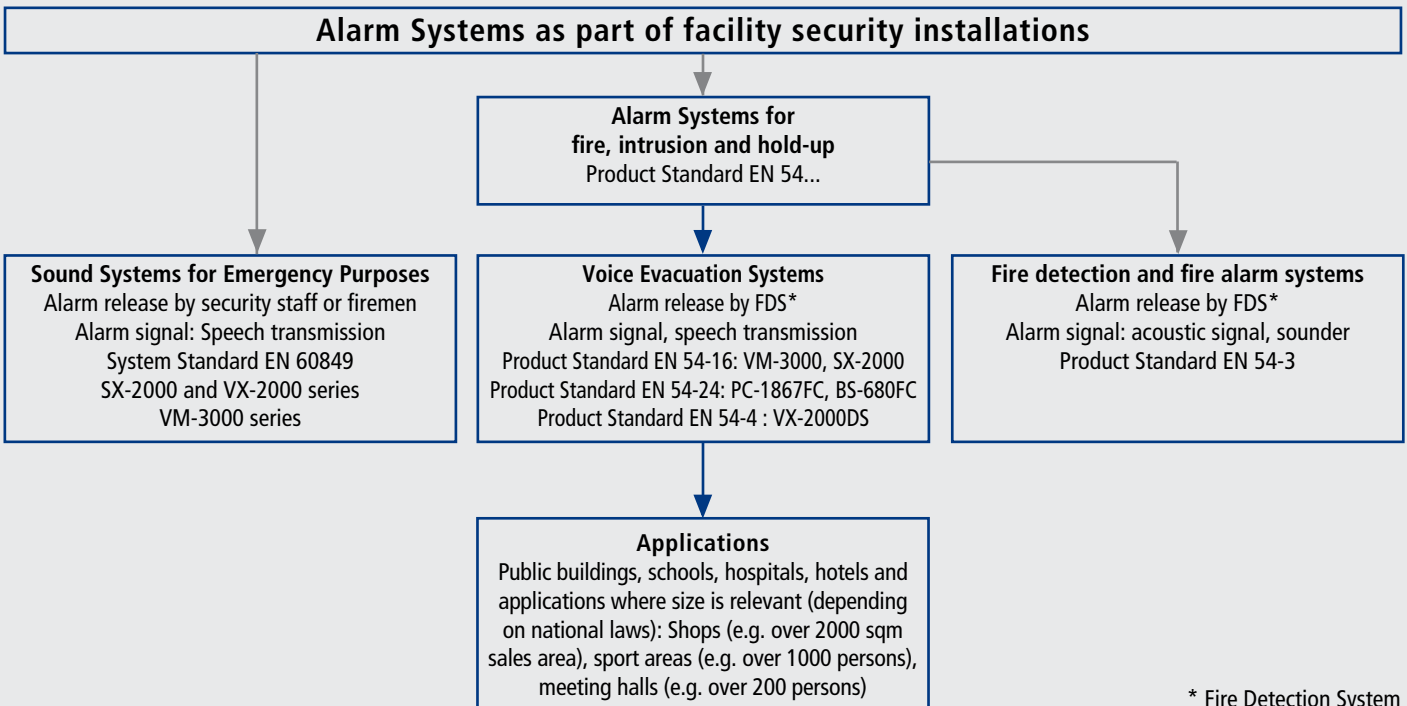 Alarm Systems as part of facility security installations
Alarm Systems for
fire, intrusion and hold-up
Product Standard EN 54...
Sound Systems for Emergency Purposes
Alarm release by security staff or firemen
Alarm signal: Speech transmission
System Standard EN 60849
SX-2000 and VX-2000 series
VM-3000 series
Voice Evacuation Systems
Alarm release by FDS*
Alarm signal, speech transmission
Product Standard EN 54-16: VM-3000, SX-2000
Product Standard EN 54-24: PC-1867FC, BS-680FC
Product Standard EN 54-4 : VX-2000DS
Fire detection and fire alarm systems
Alarm release by FDS*
Alarm signal: acoustic signal, sounder
Product Standard EN 54-3
Applications
Public buildings, schools, hospitals, hotels and
applications where size is relevant (depending
on national laws): Shops (e.g. over 2000 sqm
sales area), sport areas (e.g. over 1000 persons),
meeting halls (e.g. over 200 persons)
* Fire Detection System